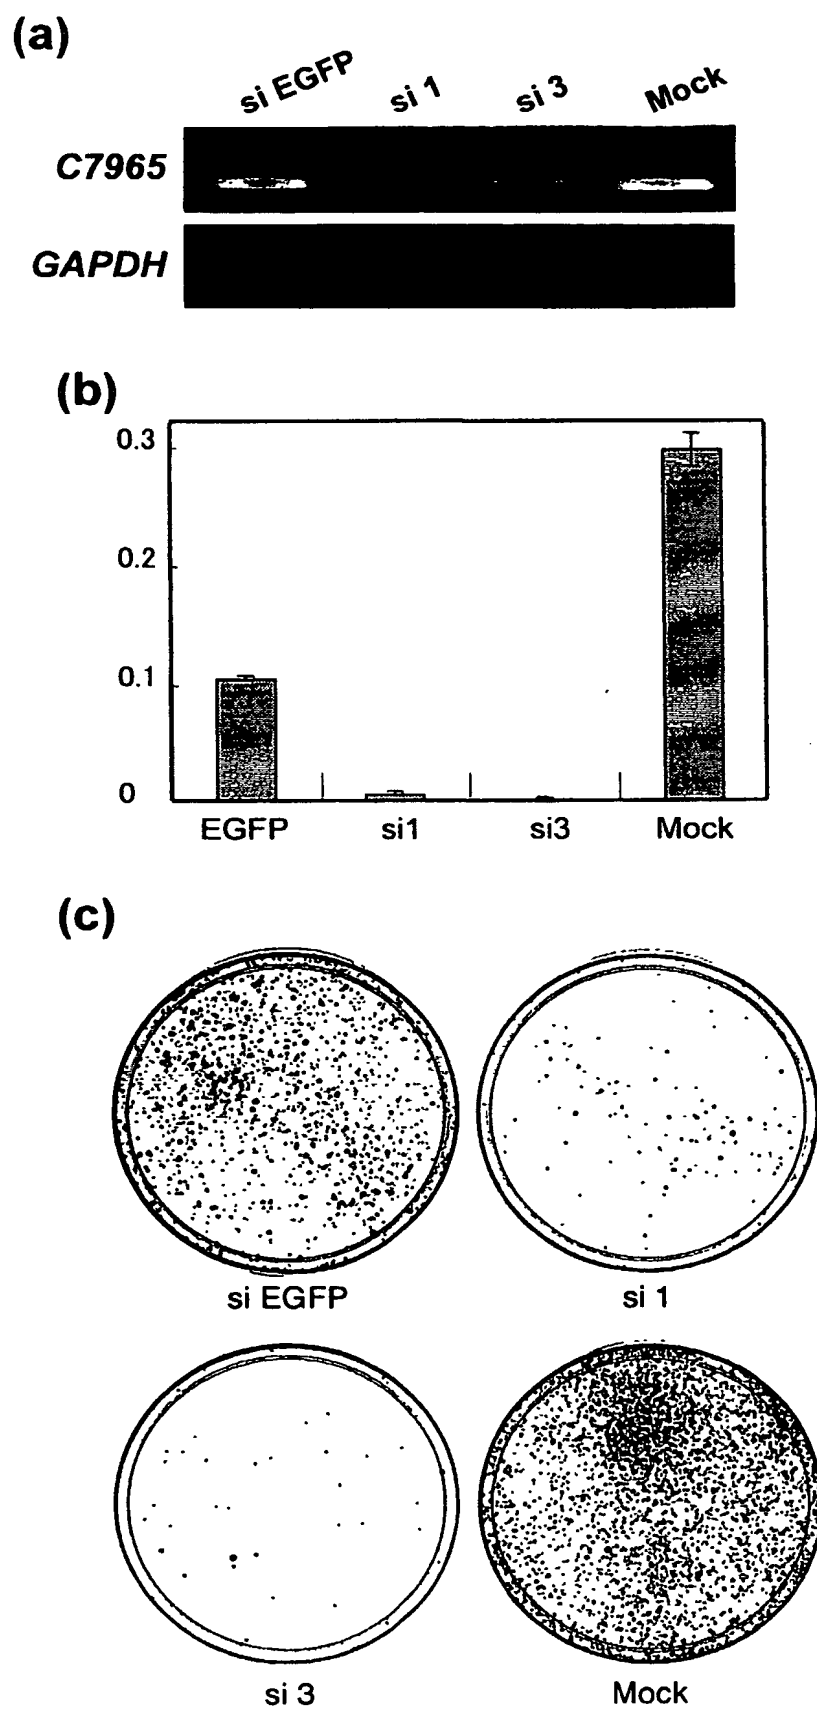 (a)
si EGFP si 1 si 3 Mock
C7965
GAPDH
(b)
0.3
0.2
0.1
0
EGFP si1 si3 Mock
(c)
si EGFP si 1
si 3 Mock